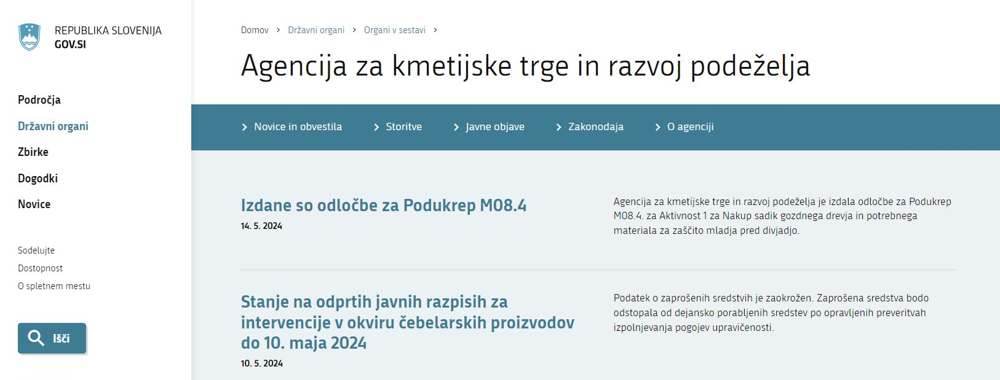 REPUBLIKA SLOVENIJA
GOV.SI
Področja
Državni organi
Zbirke
Dogodki
Novice
Sodelujte
Dostopnost
O spletnem mestu
Išči
Domov > Državni organi > Organi v sestavi >
Agencija za kmetijske trge in razvoj podeželja
> Novice in obvestila > Storitve > Javne objave > Zakonodaja > O agenciji
Izdane so odločbe za Podukrep M08.4
14. 5. 2024
Agencija za kmetijske trge in razvoj podeželja je izdala odločbe za Podukrep
M08.4. za Aktivnost 1 za Nakup sadik gozdnega drevja in potrebnega
materiala za zaščito mladja pred divjadjo.
Stanje na odprtih javnih razpisih za
intervencije v okviru čebelarskih proizvodov
do 10. maja 2024
10. 5. 2024
Podatek o zaprošenih sredstvih je zaokrožen. Zaprošena sredstva bodo
odstopala od dejansko porabljenih sredstev po opravljenih preveritvah
izpolnjevanja pogojev upravičenosti.